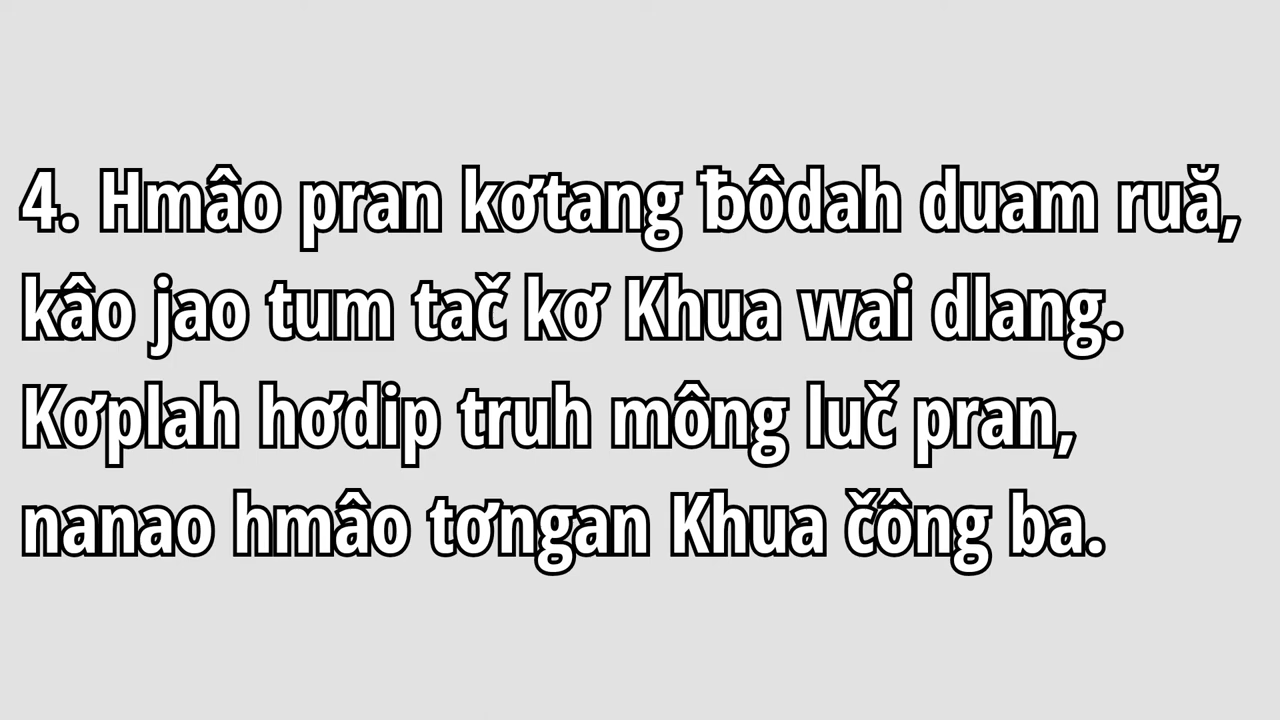 4. Hmâo pran kơtang ƀôdah duam ruă,
kâo jao tum tač kơ Khua wai dlang.
Kơplah hơdip truh mông luč pran,
nanao hmâo tơngan Khua čông ba.